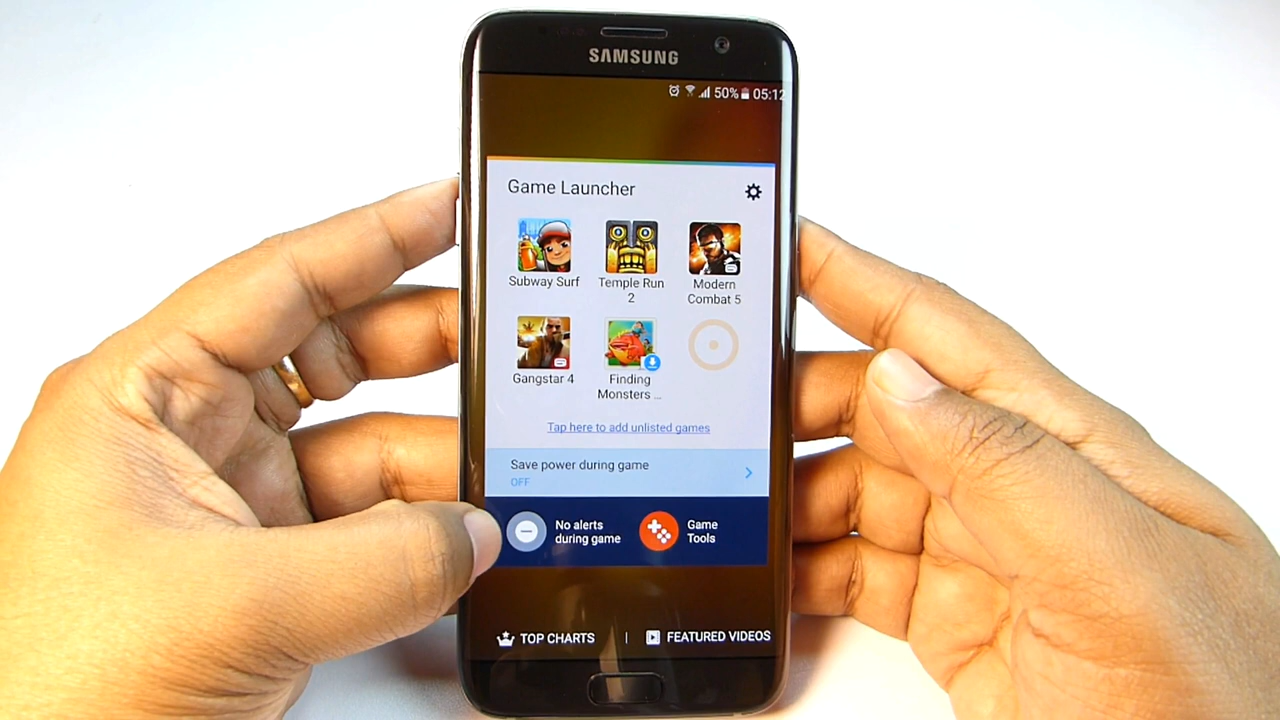 SAMSUNG
50% 05:12
Game Launcher
Subway Surf
Temple Run
2
Modern
Combat 5
Gangstar 4
Finding
Monsters ...
Tap here to add unlisted games
Save power during game
OFF
No alerts
during game
Game
Tools
TOP CHARTS | FEATURED VIDEOS